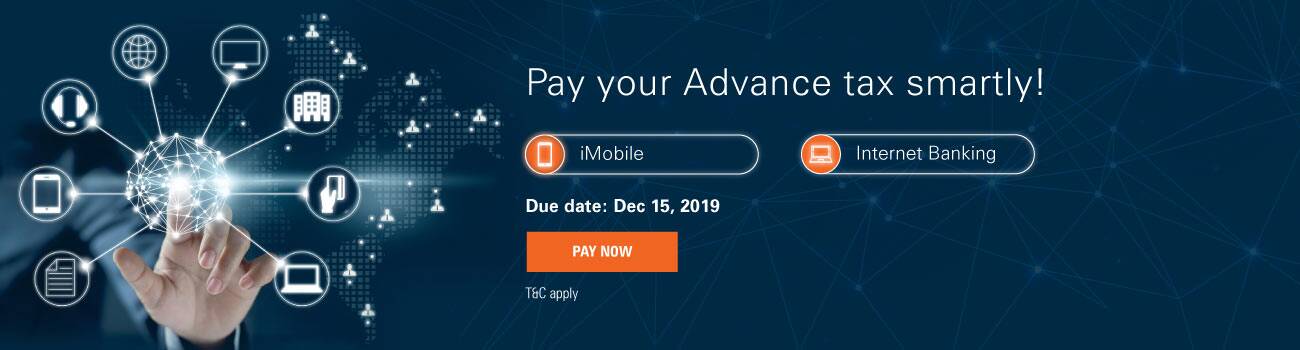 Pay your Advance tax smartly!
iMobile
Internet Banking
Due date: Dec 15, 2019
PAY NOW
T&C apply